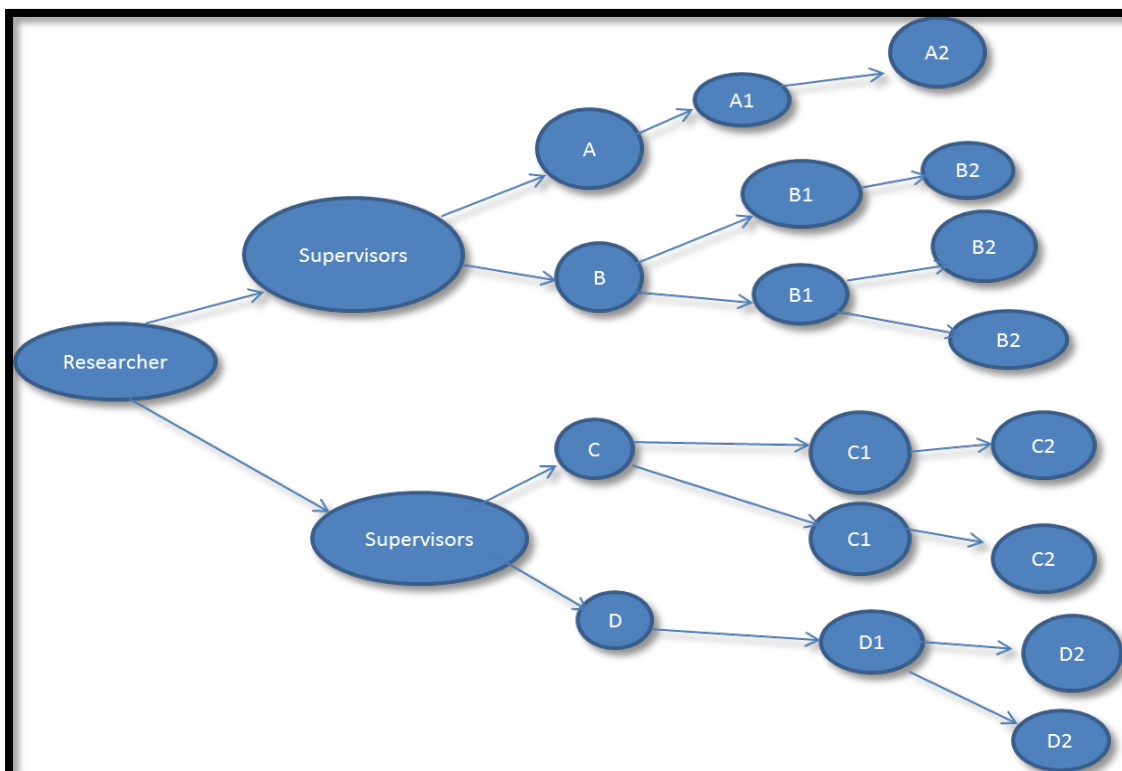 A2
A1
A
B2
B1
Supervisors
B2
B
B1
B2
Researcher
C
C1
C2
Supervisors
C1
C2
D
D1
D2
D2